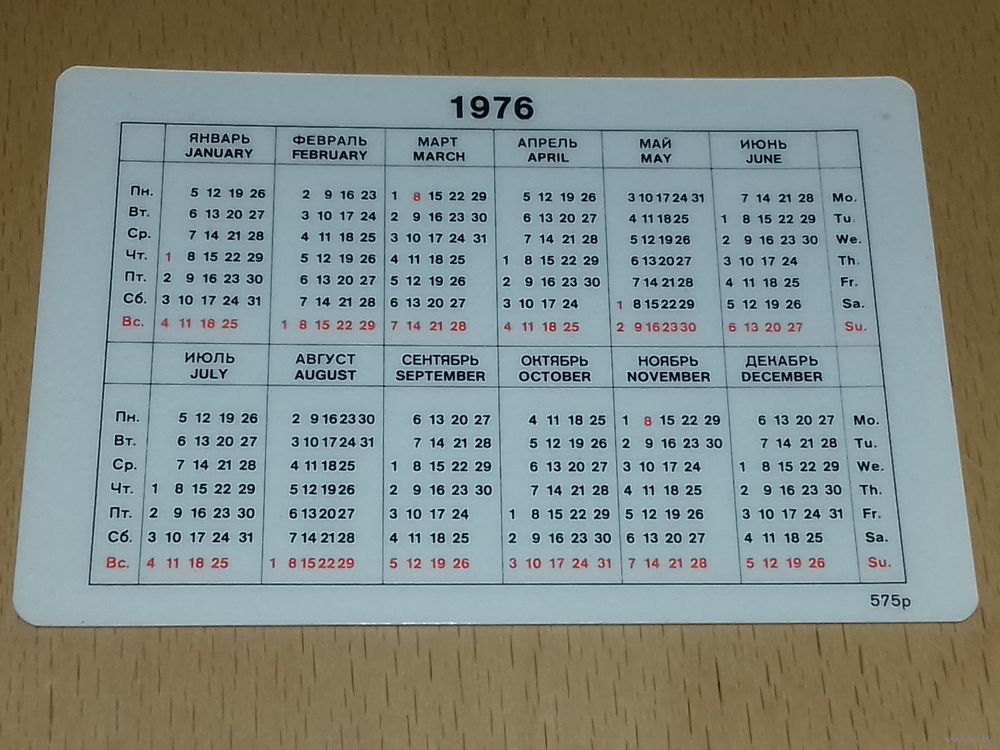 1976
ЯНВАРЬ ФЕВРАЛЬ МАРТ АПРЕЛЬ МАЙ ИЮНЬ
JANUARY FEBRUARY MARCH APRIL MAY JUNE
Пн. 5 12 19 26 2 9 16 23 1 8 15 22 29 5 12 19 26 3 10 17 24 31 7 14 21 28 Mo.
Вт. 6 13 20 27 3 10 17 24 2 9 16 23 30 6 13 20 27 4 11 18 25 1 8 15 22 29 Tu.
Ср. 7 14 21 28 4 11 18 25 3 10 17 24 31 7 14 21 28 5 12 19 26 2 9 16 23 30 We.
Чт. 1 8 15 22 29 5 12 19 26 4 11 18 25 1 8 15 22 29 6 13 20 27 3 10 17 24 Th.
Пт. 2 9 16 23 30 6 13 20 27 5 12 19 26 2 9 16 23 30 7 14 21 28 4 11 18 25 Fr.
Сб. 3 10 17 24 31 7 14 21 28 6 13 20 27 3 10 17 24 1 8 15 22 29 5 12 19 26 Sa.
Вс. 4 11 18 25 1 8 15 22 29 7 14 21 28 4 11 18 25 2 9 16 23 30 6 13 20 27 Su.
ИЮЛЬ АВГУСТ СЕНТЯБРЬ ОКТЯБРЬ НОЯБРЬ ДЕКАБРЬ
JULY AUGUST SEPTEMBER OCTOBER NOVEMBER DECEMBER
Пн. 5 12 19 26 2 9 16 23 30 6 13 20 27 4 11 18 25 1 8 15 22 29 6 13 20 27 Mo.
Вт. 6 13 20 27 3 10 17 24 31 7 14 21 28 5 12 19 26 2 9 16 23 30 7 14 21 28 Tu.
Ср. 7 14 21 28 4 11 18 25 1 8 15 22 29 6 13 20 27 3 10 17 24 1 8 15 22 29 We.
Чт. 1 8 15 22 29 5 12 19 26 2 9 16 23 30 7 14 21 28 4 11 18 25 2 9 16 23 30 Th.
Пт. 2 9 16 23 30 6 13 20 27 3 10 17 24 1 8 15 22 29 5 12 19 26 3 10 17 24 31 Fr.
Сб. 3 10 17 24 31 7 14 21 28 4 11 18 25 2 9 16 23 30 6 13 20 27 4 11 18 25 Sa.
Вс. 4 11 18 25 1 8 15 22 29 5 12 19 26 3 10 17 24 31 7 14 21 28 5 12 19 26 Su.
575р